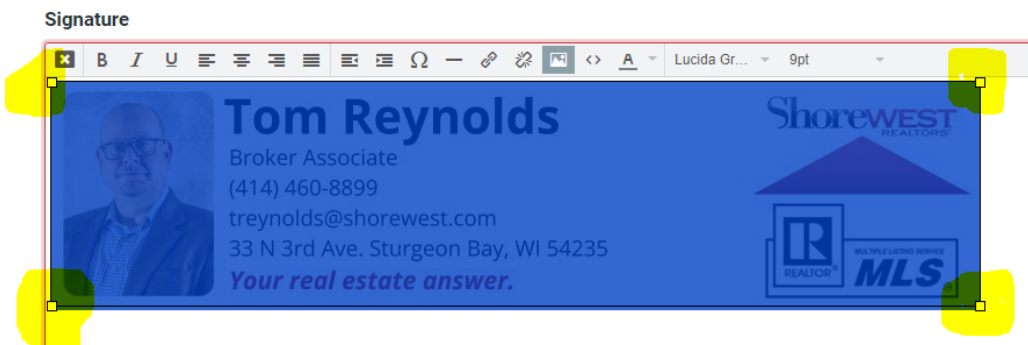 Signature
B I U Ω <> A Lucida Gr... 9pt
Tom Reynolds
Broker Associate
(414) 460-8899
treynolds@shorewest.com
33 N 3rd Ave. Sturgeon Bay, WI 54235
Your real estate answer.
Shorewest
REALTORS®
R
REALTOR®
MULTIPLE LISTING SERVICE
MLS®